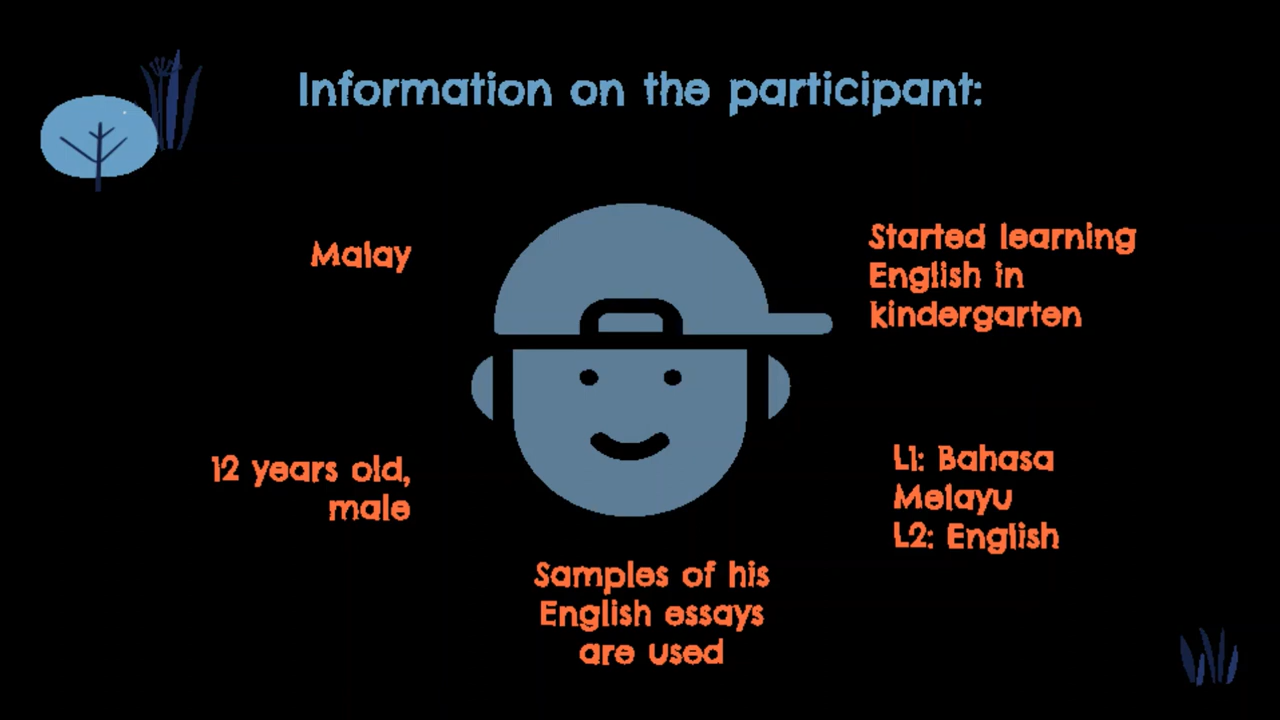 Information on the participant:
Malay
Started learning
English in
kindergarten
12 years old,
male
L1: Bahasa
Melayu
L2: English
Samples of his
English essays
are used